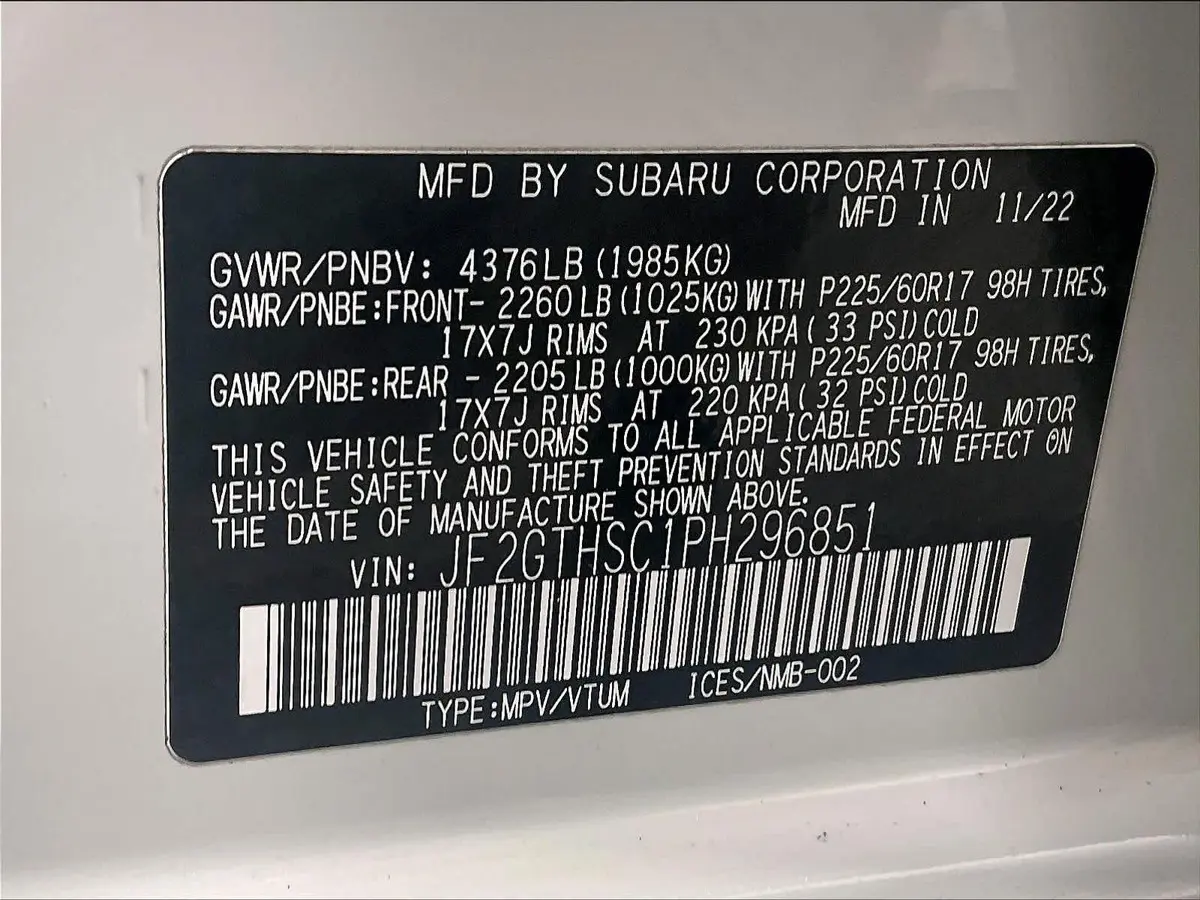 MFD BY SUBARU CORPORATION
MFD IN 11/22
GVWR/PNBV: 4376LB (1985KG)
GAWR/PNBE:FRONT- 2260 LB (1025KG) WITH P225/60R17 98H TIRES,
17X7J RIMS AT 230 KPA ( 33 PSI) COLD
GAWR/PNBE:REAR - 2205 LB (1000KG) WITH P225/60R17 98H TIRES,
17X7J RIMS AT 220 KPA ( 32 PSI) COLD
THIS VEHICLE CONFORMS TO ALL APPLICABLE FEDERAL MOTOR
VEHICLE SAFETY AND THEFT PREVENTION STANDARDS IN EFFECT ON
THE DATE OF MANUFACTURE SHOWN ABOVE.
VIN: JF2GTHSC1PH296851
TYPE:MPV/VTUM ICES/NMB-002